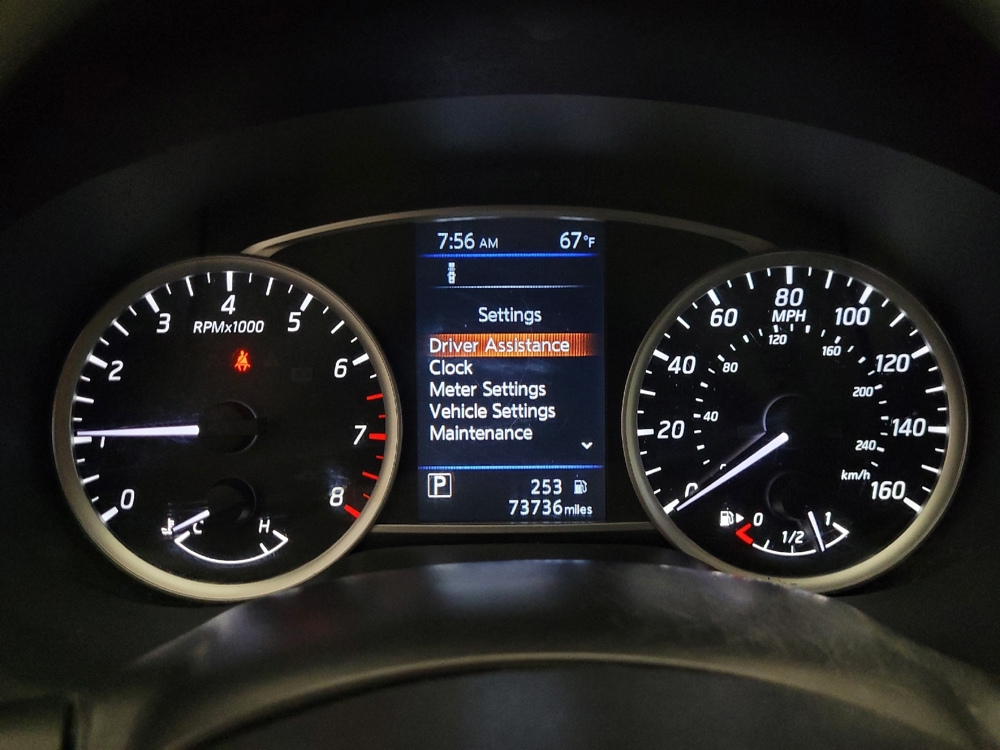 7:56 AM 67°F
Settings
Driver Assistance
Clock
Meter Settings
Vehicle Settings
Maintenance
P 253
73736 miles
0
1
2
3
4
5
6
7
8
RPMx1000
C H
0
20
40
60
80
100
120
140
160
MPH
40
80
120
160
200
240
km/h
0 1/2 1